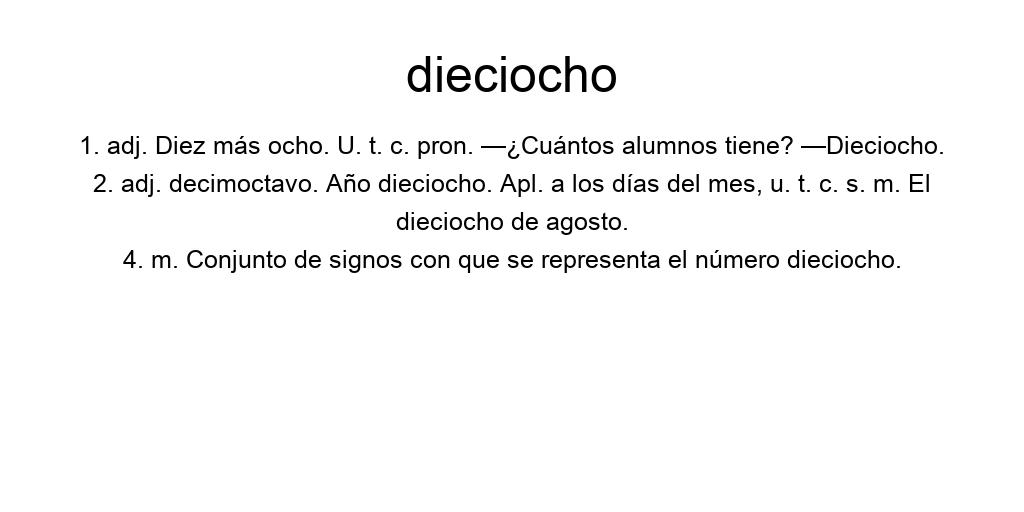 dieciocho
1. adj. Diez más ocho. U. t. c. pron. —¿Cuántos alumnos tiene? —Dieciocho.
2. adj. decimoctavo. Año dieciocho. Apl. a los días del mes, u. t. c. s. m. El
dieciocho de agosto.
4. m. Conjunto de signos con que se representa el número dieciocho.